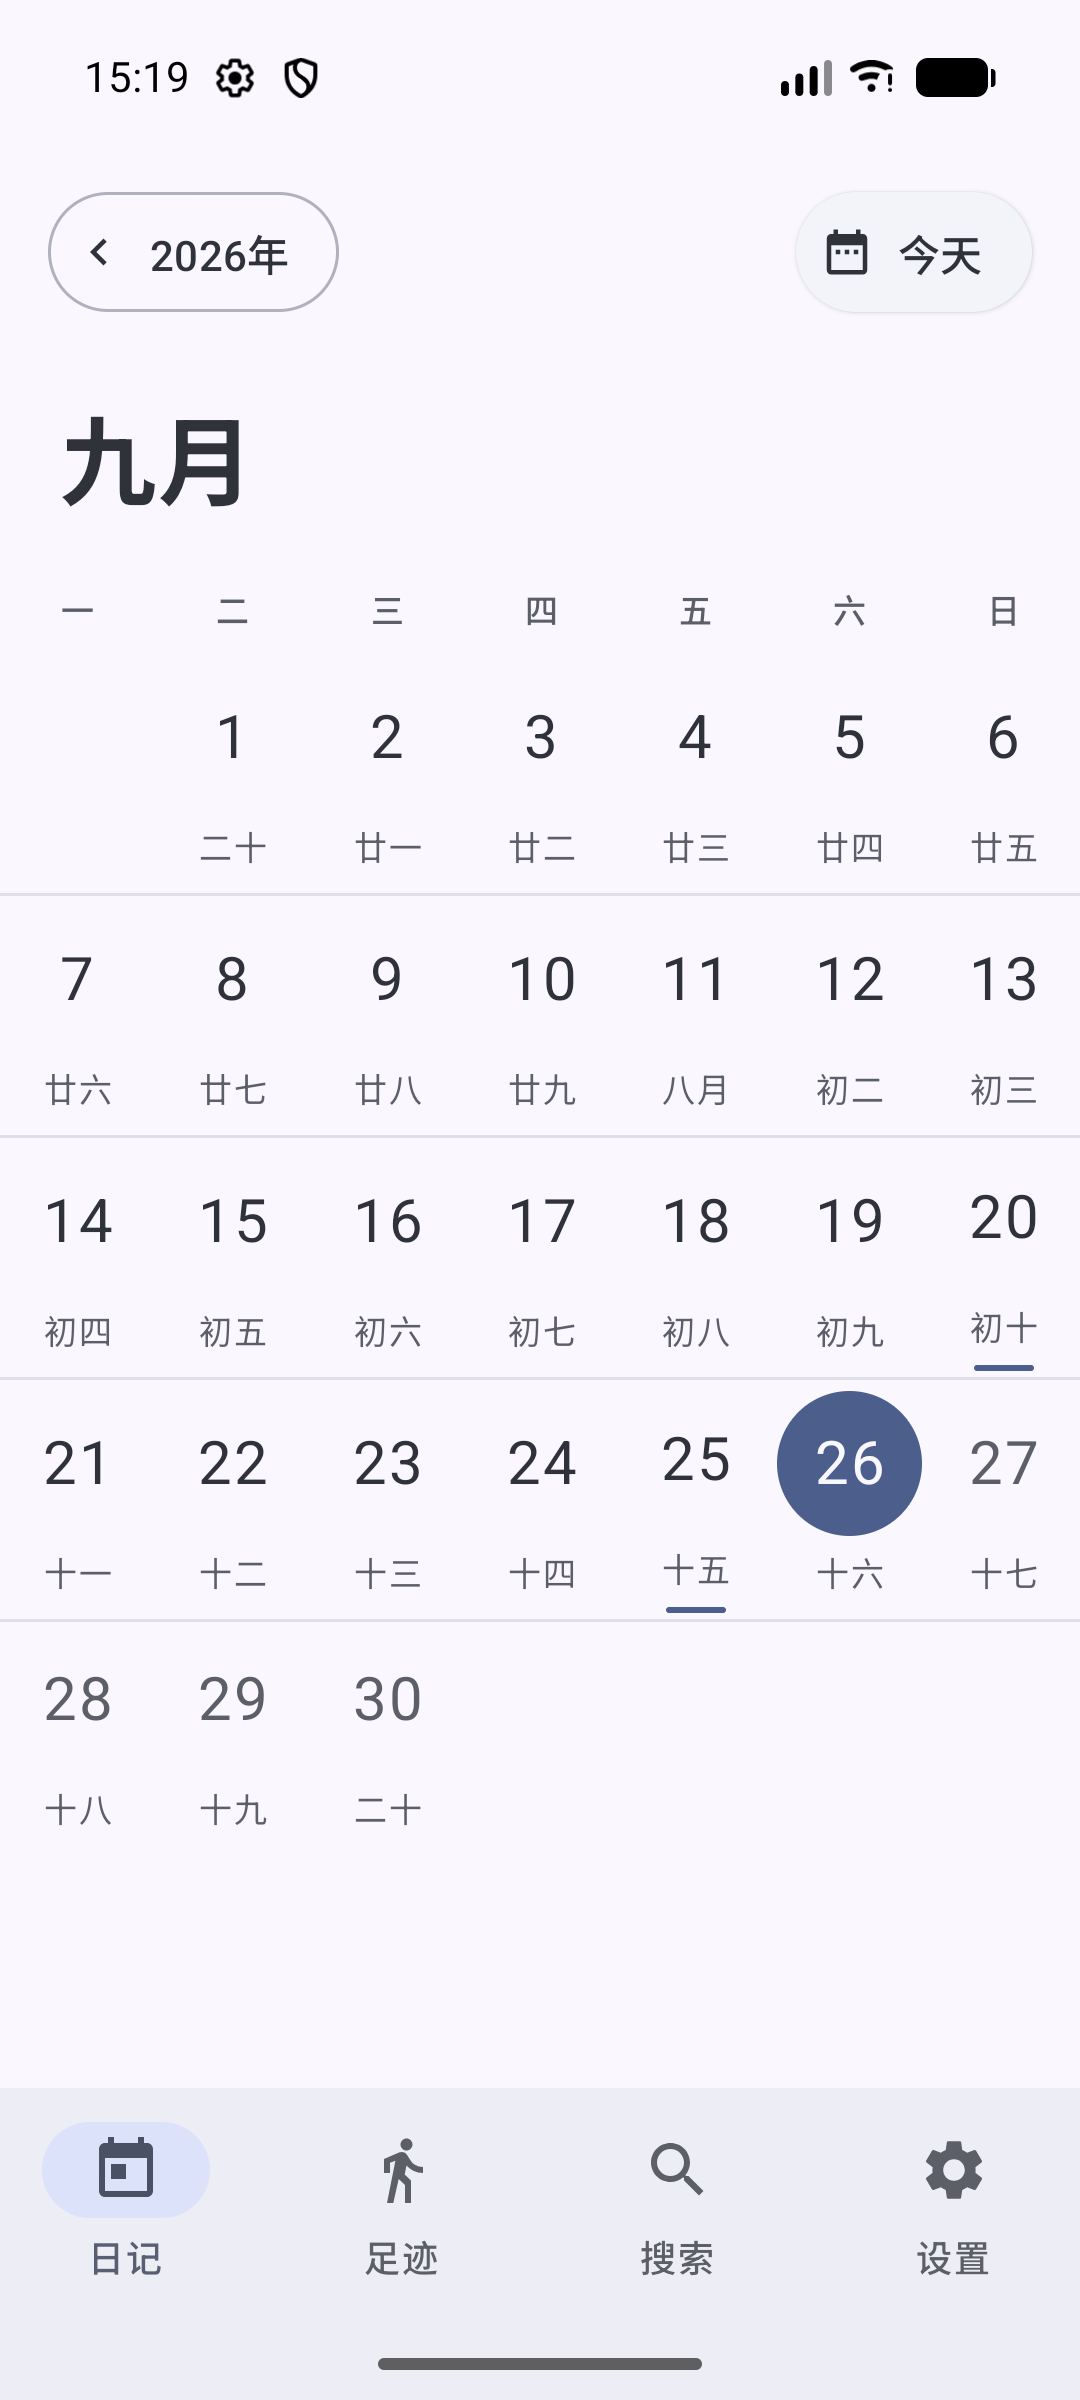 15:19
2026年
今天
九月
一 二 三 四 五 六 日
1 2 3 4 5 6
二十 廿一 廿二 廿三 廿四 廿五
7 8 9 10 11 12 13
廿六 廿七 廿八 廿九 八月 初二 初三
14 15 16 17 18 19 20
初四 初五 初六 初七 初八 初九 初十
21 22 23 24 25 26 27
十一 十二 十三 十四 十五 十六 十七
28 29 30
十八 十九 二十
日记 足迹 搜索 设置